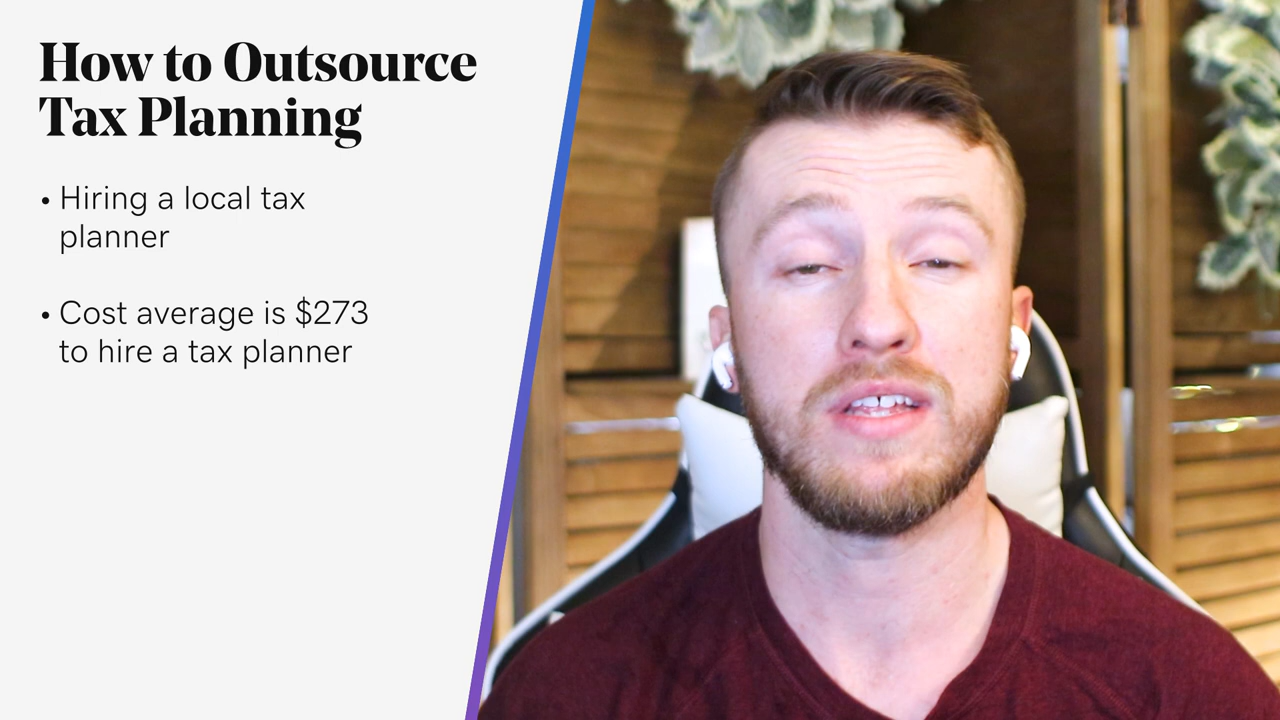 How to Outsource
Tax Planning
• Hiring a local tax
planner
• Cost average is $273
to hire a tax planner